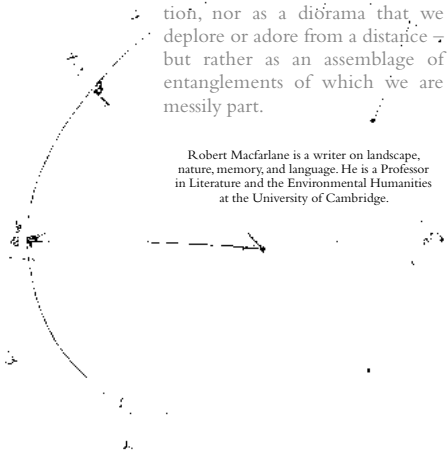 tion, nor as a diorama that we
deplore or adore from a distance –
but rather as an assemblage of
entanglements of which we are
messily part.
Robert Macfarlane is a writer on landscape,
nature, memory, and language. He is a Professor
in Literature and the Environmental Humanities
at the University of Cambridge.